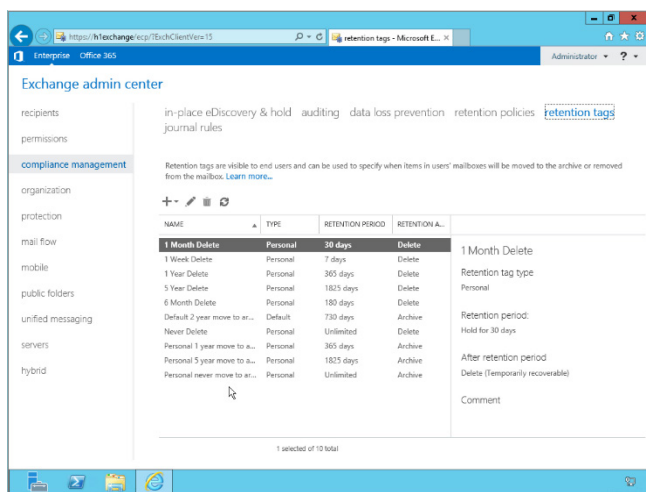 https://h1exchange/ecp/?ExchClientVer=15
retention tags - Microsoft E...
Enterprise Office 365
Administrator
?
Exchange admin center
recipients
permissions
compliance management
organization
protection
mail flow
mobile
public folders
unified messaging
servers
hybrid
in-place eDiscovery & hold auditing data loss prevention retention policies retention tags
journal rules
Retention tags are visible to end users and can be used to specify when items in users' mailboxes will be moved to the archive or removed
from the mailbox. Learn more...
NAME TYPE RETENTION PERIOD RETENTION A...
1 Month Delete Personal 30 days Delete
1 Week Delete Personal 7 days Delete
1 Year Delete Personal 365 days Delete
5 Year Delete Personal 1825 days Delete
6 Month Delete Personal 180 days Delete
Default 2 year move to ar... Default 730 days Archive
Never Delete Personal Unlimited Delete
Personal 1 year move to a... Personal 365 days Archive
Personal 5 year move to a... Personal 1825 days Archive
Personal never move to ar... Personal Unlimited Archive
1 selected of 10 total
1 Month Delete
Retention tag type
Personal
Retention period:
Hold for 30 days
After retention period
Delete (Temporarily recoverable)
Comment